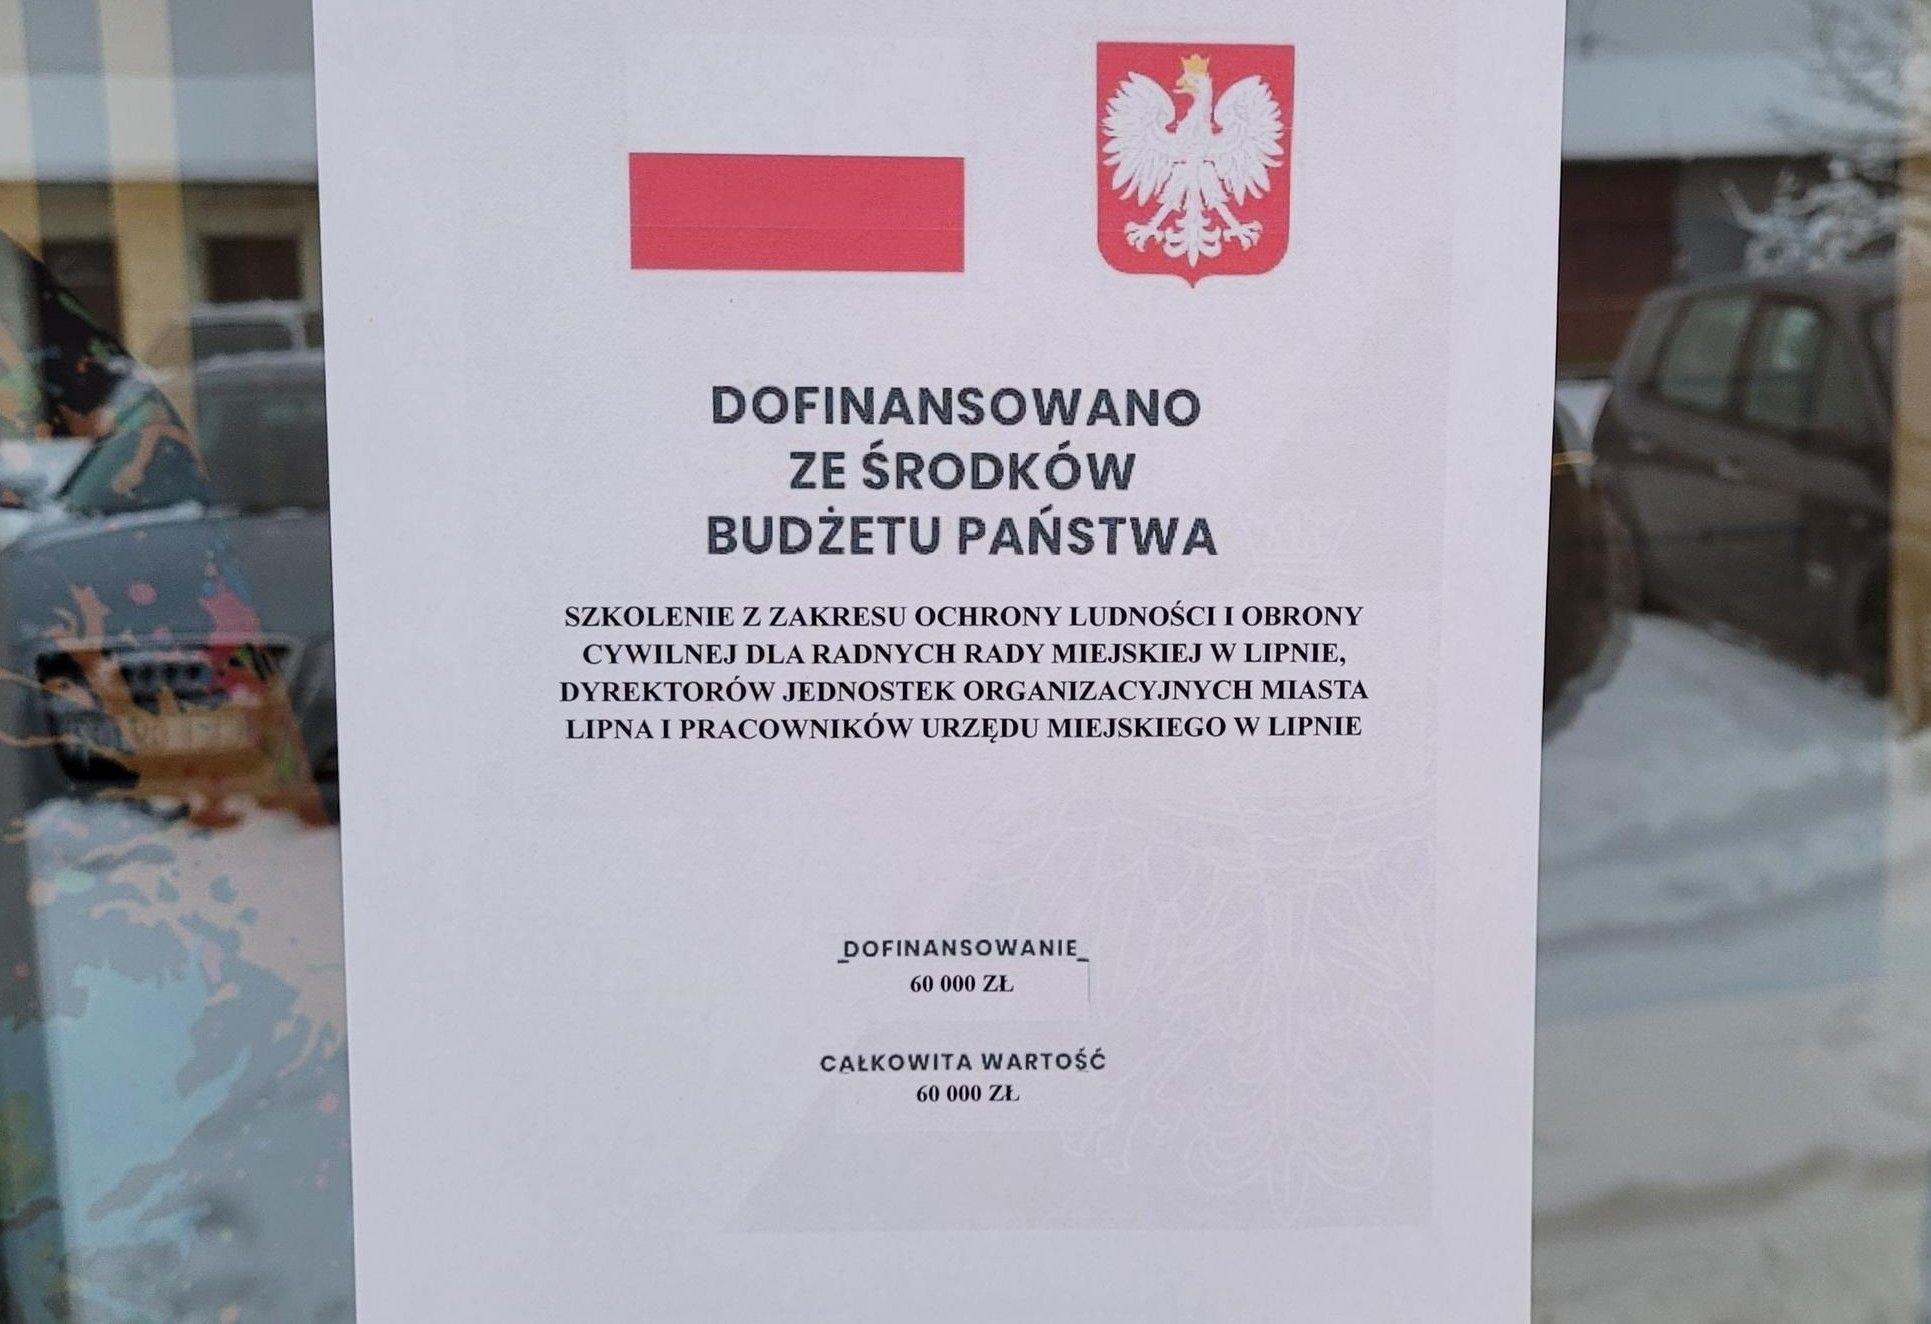 DOFINANSOWANO
ZE ŚRODKÓW
BUDŻETU PAŃSTWA
SZKOLENIE Z ZAKRESU OCHRONY LUDNOŚCI I OBRONY
CYWILNEJ DLA RADNYCH RADY MIEJSKIEJ W LIPNIE,
DYREKTORÓW JEDNOSTEK ORGANIZACYJNYCH MIASTA
LIPNA I PRACOWNIKÓW URZĘDU MIEJSKIEGO W LIPNIE
DOFINANSOWANIE
60 000 ZŁ
CAŁKOWITA WARTOŚĆ
60 000 ZŁ